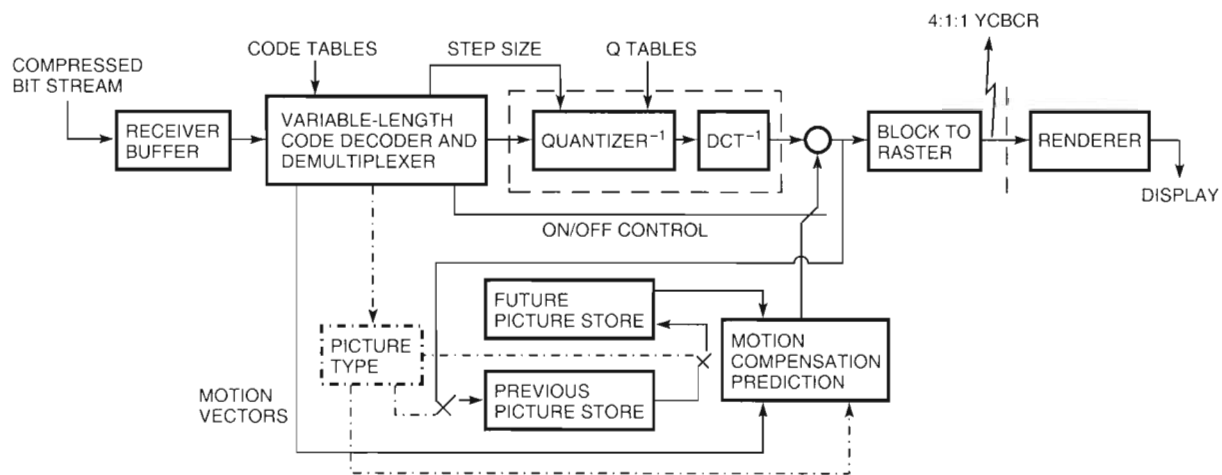 4:1:1 YCBCR
CODE TABLES
STEP SIZE
Q TABLES
COMPRESSED
BIT STREAM
RECEIVER
BUFFER
VARIABLE-LENGTH
CODE DECODER AND
DEMULTIPLEXER
QUANTIZER⁻¹
DCT⁻¹
BLOCK TO
RASTER
RENDERER
DISPLAY
ON/OFF CONTROL
FUTURE
PICTURE STORE
PICTURE
TYPE
MOTION
COMPENSATION
PREDICTION
PREVIOUS
PICTURE STORE
MOTION
VECTORS